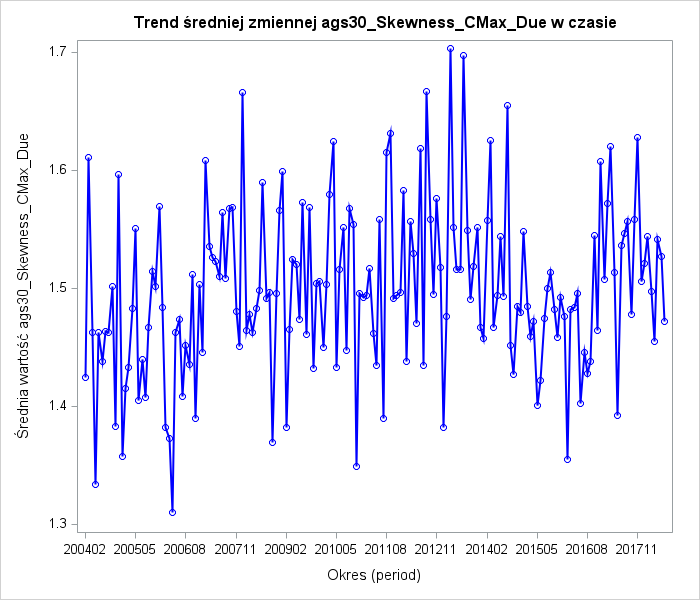 Trend średniej zmiennej ags30_Skewness_CMax_Due w czasie
Średnia wartość ags30_Skewness_CMax_Due
1.7
1.6
1.5
1.4
1.3
200402 200505 200608 200711 200902 201005 201108 201211 201402 201505 201608 201711
Okres (period)